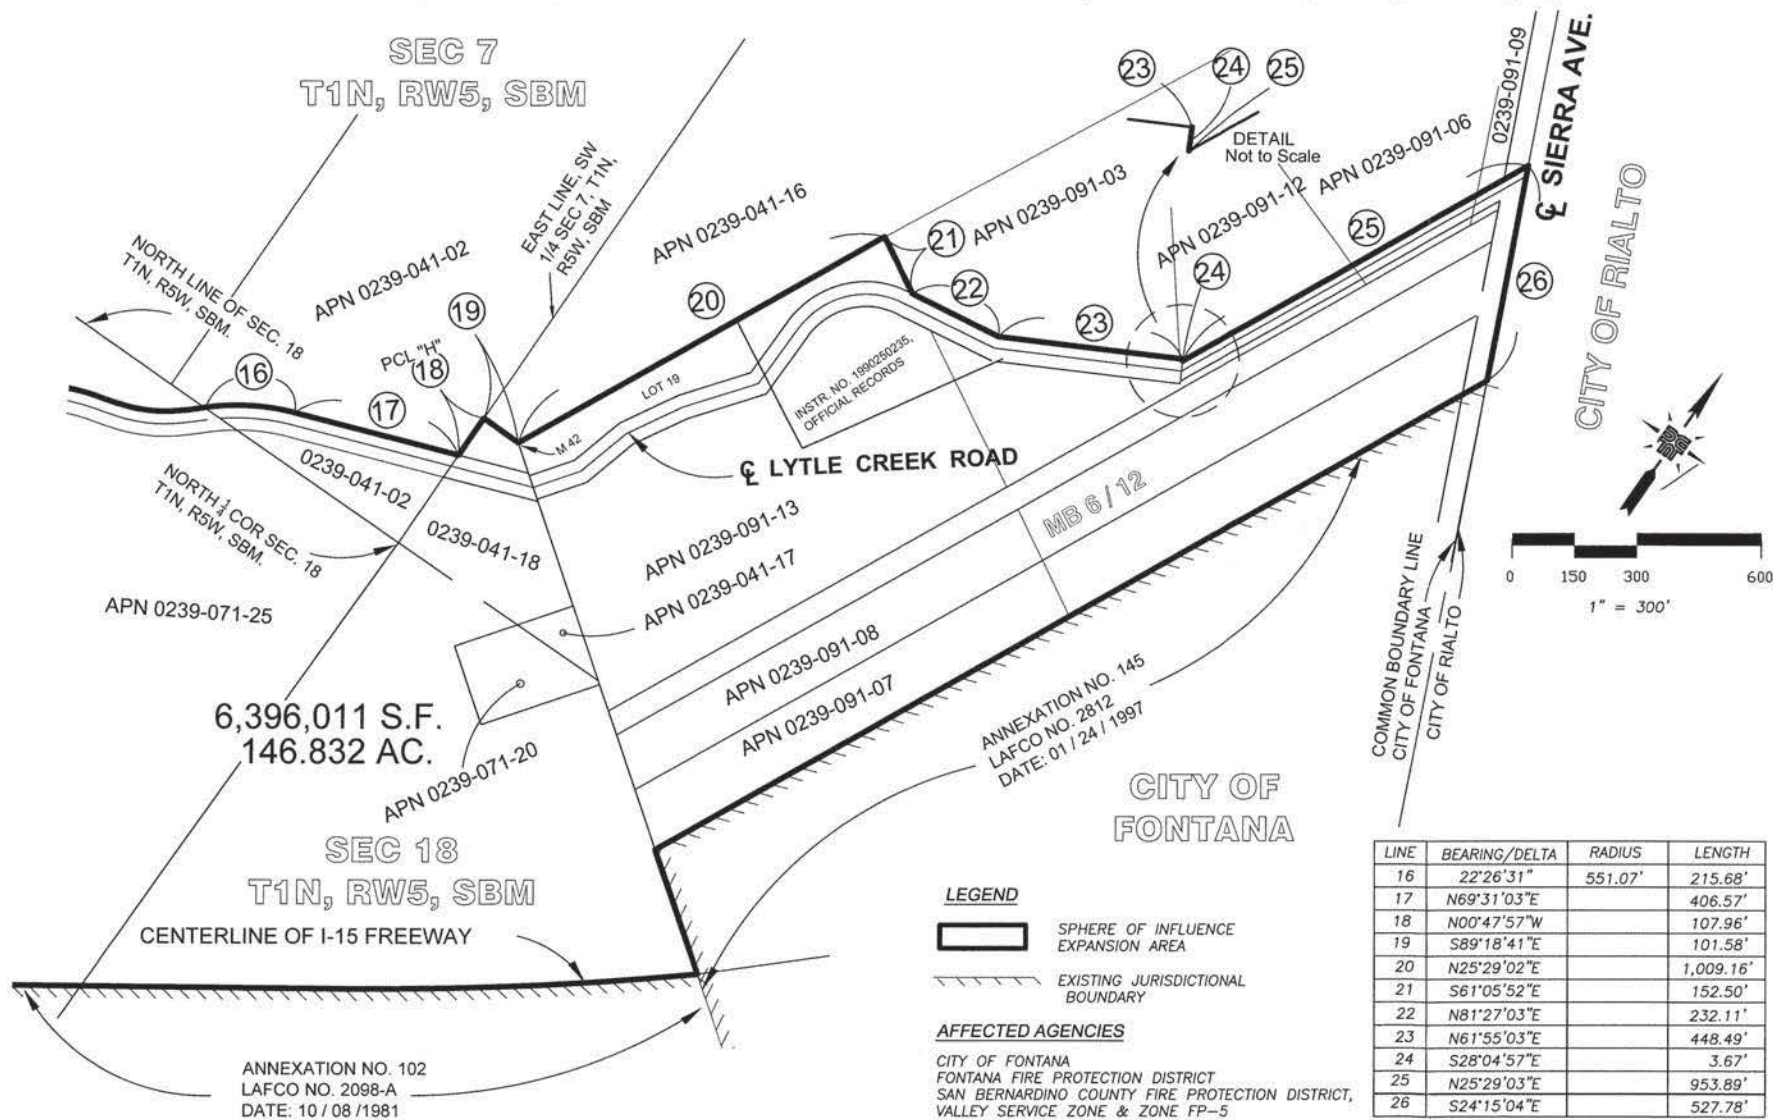 SEC 7
T1N, RW5, SBM
NORTH LINE OF SEC. 18
T1N, R5W, SBM.
APN 0239-041-02
EAST LINE, SW
1/4 SEC 7, T1N,
R5W, SBM
APN 0239-041-16
23
24
25
DETAIL
Not to Scale
APN 0239-091-03
APN 0239-091-12
APN 0239-091-06
0239-091-09
℄ SIERRA AVE.
CITY OF RIALTO
16
17
PCL "H"
18
19
20
21
22
23
24
25
26
LOT 19
M 42
INSTR. NO. 1990250235,
OFFICIAL RECORDS
℄ LYTLE CREEK ROAD
0239-041-02
NORTH 1/4 COR SEC. 18
T1N, R5W, SBM.
0239-041-18
APN 0239-091-13
APN 0239-041-17
MB 6 / 12
APN 0239-071-25
APN 0239-091-08
APN 0239-091-07
6,396,011 S.F.
146.832 AC.
APN 0239-071-20
ANNEXATION NO. 145
LAFCO NO. 2812
DATE: 01 / 24 / 1997
COMMON BOUNDARY LINE
CITY OF FONTANA
CITY OF RIALTO
0 150 300 600
1" = 300'
CITY OF
FONTANA
SEC 18
T1N, RW5, SBM
CENTERLINE OF I-15 FREEWAY
ANNEXATION NO. 102
LAFCO NO. 2098-A
DATE: 10 / 08 /1981
LEGEND
SPHERE OF INFLUENCE
EXPANSION AREA
EXISTING JURISDICTIONAL
BOUNDARY
AFFECTED AGENCIES
CITY OF FONTANA
FONTANA FIRE PROTECTION DISTRICT
SAN BERNARDINO COUNTY FIRE PROTECTION DISTRICT,
VALLEY SERVICE ZONE & ZONE FP-5
LINE BEARING/DELTA RADIUS LENGTH
16 22°26'31" 551.07' 215.68'
17 N69°31'03"E 406.57'
18 N00°47'57"W 107.96'
19 S89°18'41"E 101.58'
20 N25°29'02"E 1,009.16'
21 S61°05'52"E 152.50'
22 N81°27'03"E 232.11'
23 N61°55'03"E 448.49'
24 S28°04'57"E 3.67'
25 N25°29'03"E 953.89'
26 S24°15'04"E 527.78'